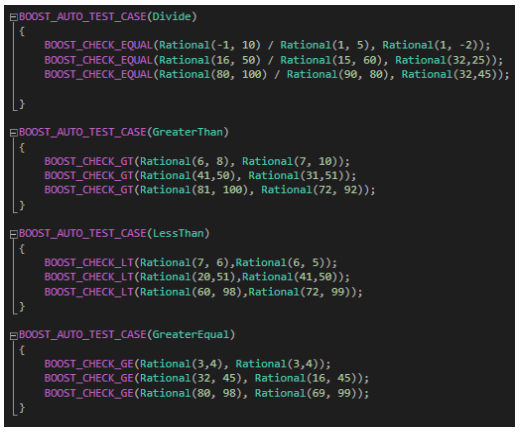 BOOST_AUTO_TEST_CASE(Divide)
{
    BOOST_CHECK_EQUAL(Rational(-1, 10) / Rational(1, 5), Rational(1, -2));
    BOOST_CHECK_EQUAL(Rational(16, 50) / Rational(15, 60), Rational(32,25));
    BOOST_CHECK_EQUAL(Rational(80, 100) / Rational(90, 80), Rational(32,45));
}
BOOST_AUTO_TEST_CASE(GreaterThan)
{
    BOOST_CHECK_GT(Rational(6, 8), Rational(7, 10));
    BOOST_CHECK_GT(Rational(41,50), Rational(31,51));
    BOOST_CHECK_GT(Rational(81, 100), Rational(72, 92));
}
BOOST_AUTO_TEST_CASE(LessThan)
{
    BOOST_CHECK_LT(Rational(7, 6),Rational(6, 5));
    BOOST_CHECK_LT(Rational(20,51),Rational(41,50));
    BOOST_CHECK_LT(Rational(60, 98),Rational(72, 99));
}
BOOST_AUTO_TEST_CASE(GreaterEqual)
{
    BOOST_CHECK_GE(Rational(3,4), Rational(3,4));
    BOOST_CHECK_GE(Rational(32, 45), Rational(16, 45));
    BOOST_CHECK_GE(Rational(80, 98), Rational(69, 99));
}